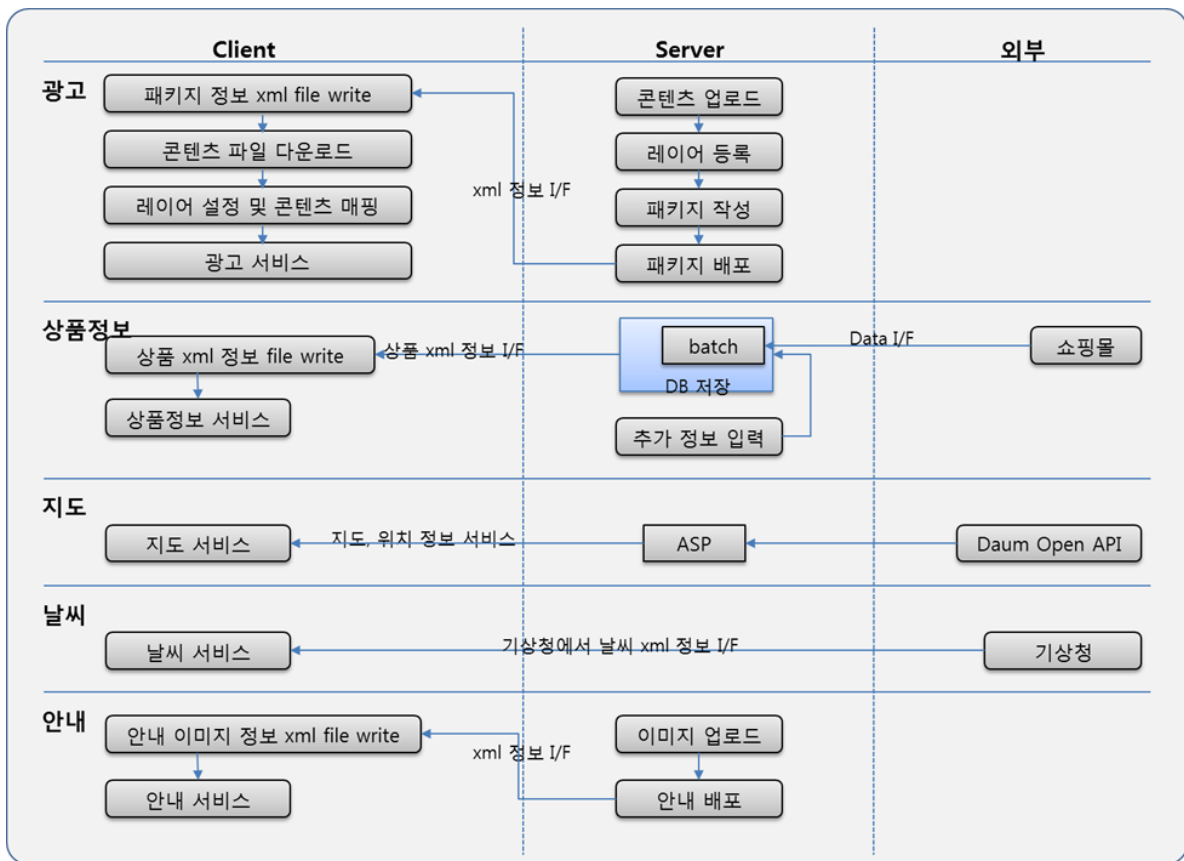 Client
Server
외부
광고
패키지 정보 xml file write
콘텐츠 업로드
콘텐츠 파일 다운로드
레이어 등록
xml 정보 I/F
레이어 설정 및 콘텐츠 매핑
패키지 작성
광고 서비스
패키지 배포
상품정보
상품 xml 정보 file write
상품 xml 정보 I/F
batch
Data I/F
쇼핑몰
DB 저장
상품정보 서비스
추가 정보 입력
지도
지도 서비스
지도, 위치 정보 서비스
ASP
Daum Open API
날씨
날씨 서비스
기상청에서 날씨 xml 정보 I/F
기상청
안내
안내 이미지 정보 xml file write
xml 정보 I/F
이미지 업로드
안내 서비스
안내 배포